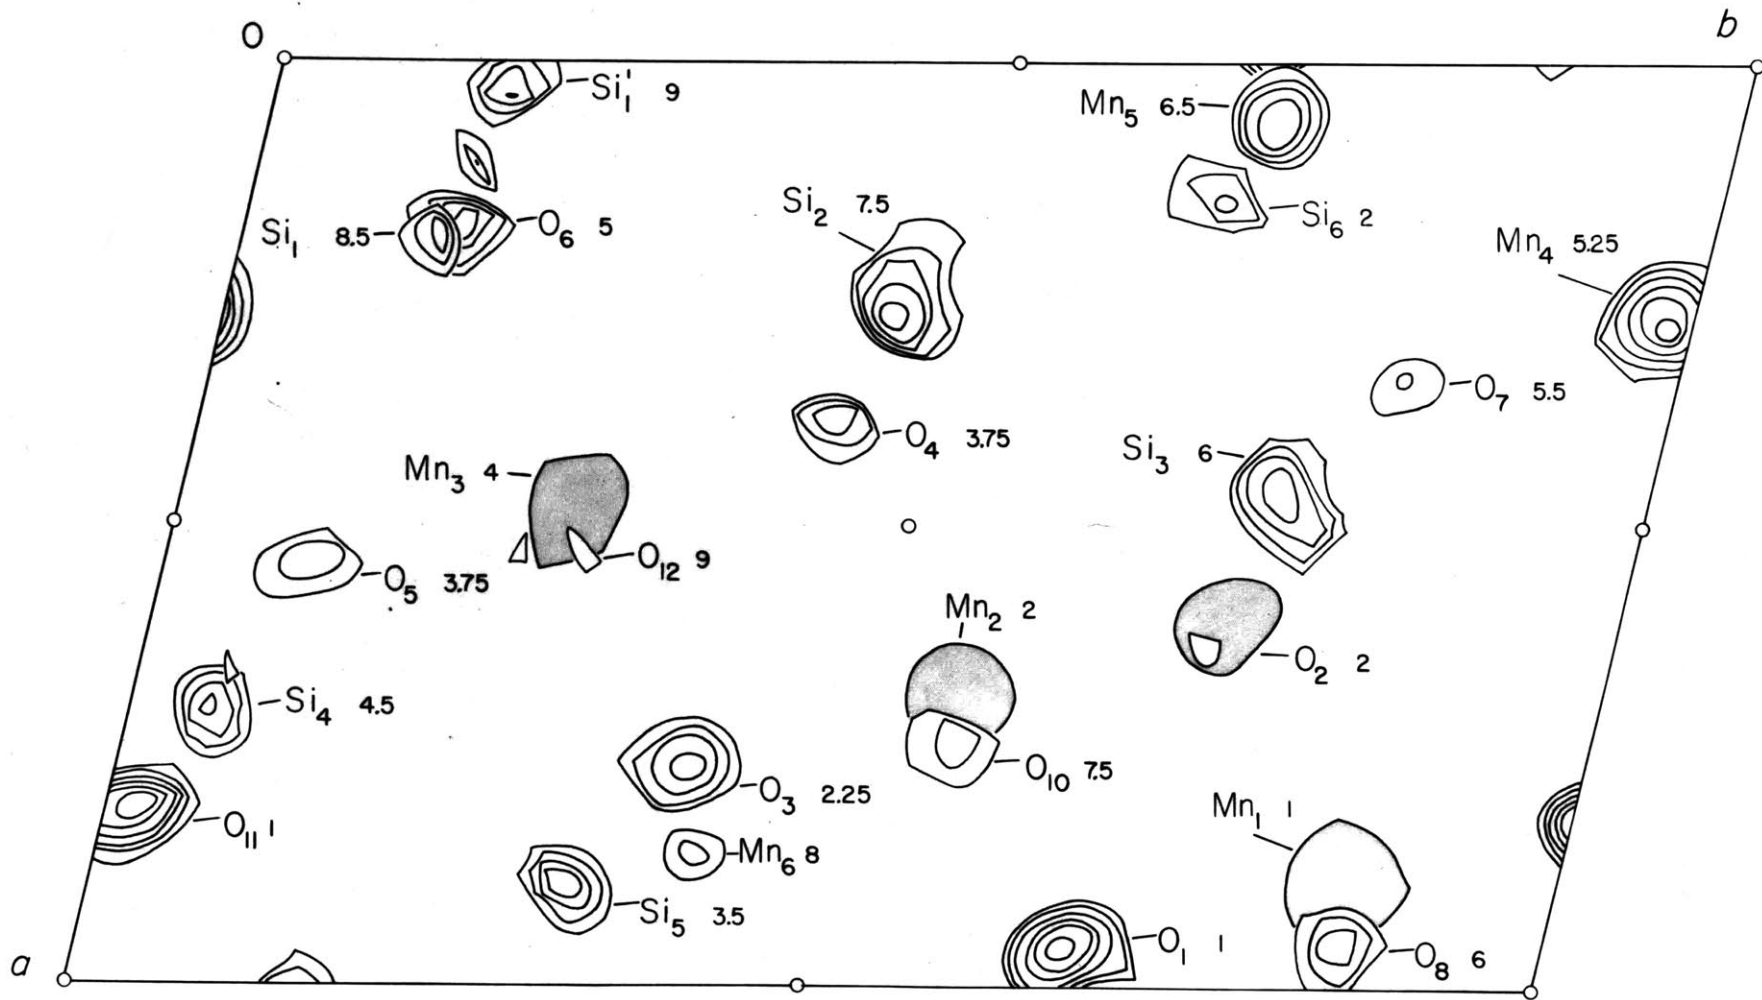 O
b
Si₁' 9
Mn₅ 6.5
Si₂ 7.5
Si₆ 2
Si₁ 8.5
O₆ 5
Mn₄ 5.25
O₇ 5.5
O₄ 3.75
Si₃ 6
Mn₃ 4
O₁₂ 9
O₅ 3.75
Mn₂ 2
O₂ 2
Si₄ 4.5
O₁₀ 7.5
O₃ 2.25
Mn₁ 1
O₁₁ 1
Mn₆ 8
Si₅ 3.5
O₁ 1
O₈ 6
a